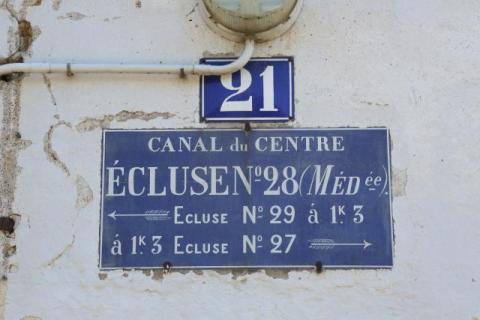 21
CANAL du CENTRE
ÉCLUSE Nº 28 (MÉDée).
ECLUSE Nº 29 á 1K 3
á 1K 3 ECLUSE Nº 27